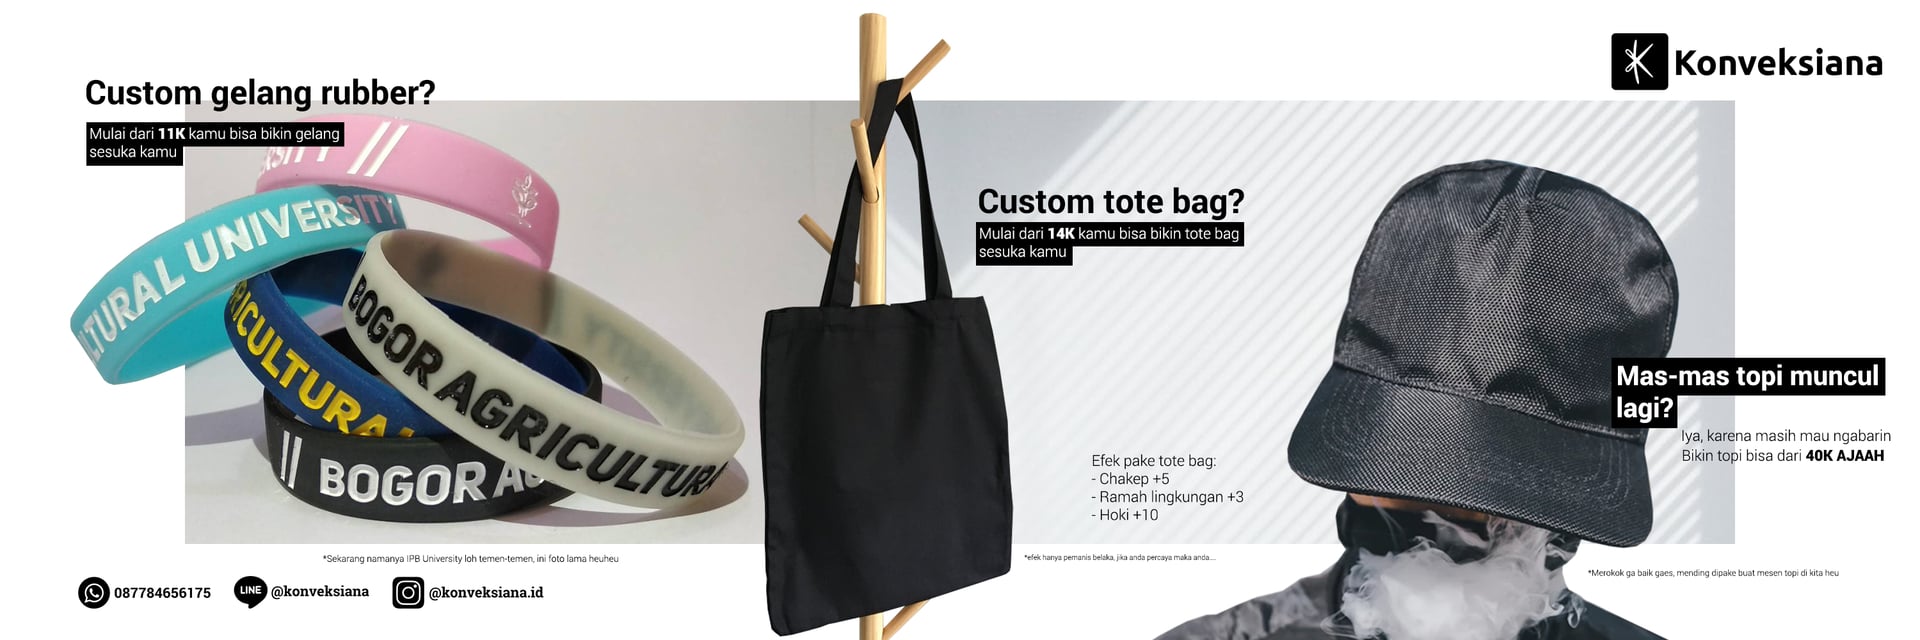 Konveksiana
Custom gelang rubber?
Mulai dari 11K kamu bisa bikin gelang
sesuka kamu
RSITY //
LTURAL UNIVERSITY
RICULTURAL
BOGOR AGRICULTURA
// BOGOR AG
*Sekarang namanya IPB University loh temen-temen, ini foto lama heuheu
087784656175
LINE
@konveksiana
@konveksiana.id
Custom tote bag?
Mulai dari 14K kamu bisa bikin tote bag
sesuka kamu
Efek pake tote bag:
- Chakep +5
- Ramah lingkungan +3
- Hoki +10
*efek hanya pemanis belaka, jika anda percaya maka anda....
Mas-mas topi muncul
lagi?
Iya, karena masih mau ngabarin
Bikin topi bisa dari 40K AJAAH
*Merokok ga baik gaes, mending dipake buat mesen topi di kita heu